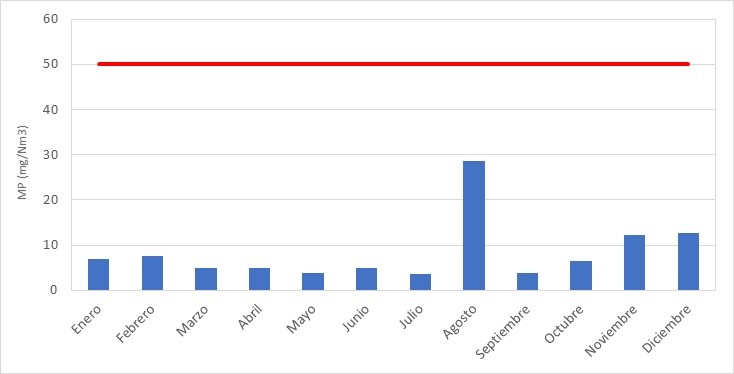 60
50
40
30
20
10
0
MP (mg/Nm3)
Enero
Febrero
Marzo
Abril
Mayo
Junio
Julio
Agosto
Septiembre
Octubre
Noviembre
Diciembre